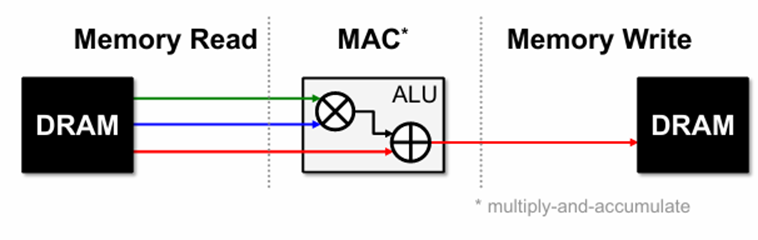 Memory Read
MAC*
Memory Write
DRAM
ALU
DRAM
* multiply-and-accumulate